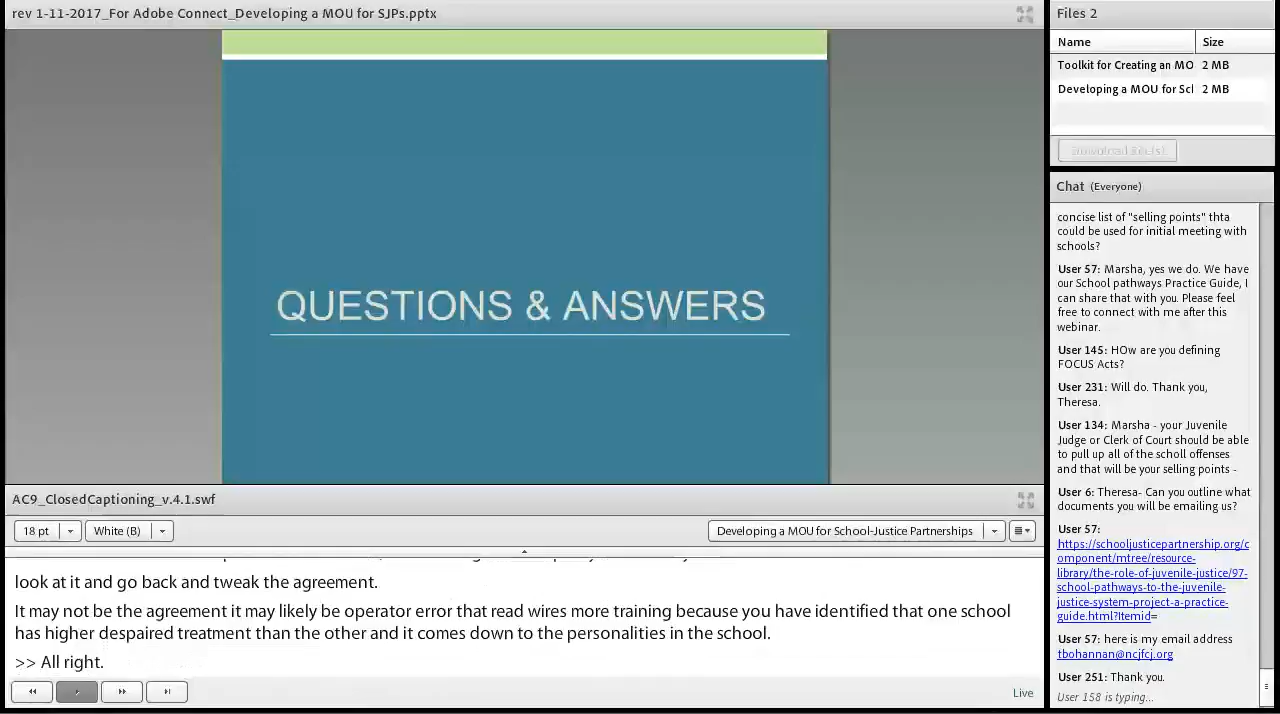 rev 1-11-2017_For Adobe Connect_Developing a MOU for SJPs.pptx
QUESTIONS & ANSWERS
AC9_ClosedCaptioning_v.4.1.swf
18 pt
White (B)
Developing a MOU for School-Justice Partnerships
look at it and go back and tweak the agreement.
It may not be the agreement it may likely be operator error that read wires more training because you have identified that one school
has higher despaired treatment than the other and it comes down to the personalities in the school.
>> All right.
Live
Files 2
Name Size
Toolkit for Creating an MO 2 MB
Developing a MOU for Scl 2 MB
Download File(s)
Chat (Everyone)
concise list of "selling points" thta
could be used for initial meeting with
schools?
User 57: Marsha, yes we do. We have
our School pathways Practice Guide, I
can share that with you. Please feel
free to connect with me after this
webinar.
User 145: HOw are you defining
FOCUS Acts?
User 231: Will do. Thank you,
Theresa.
User 134: Marsha - your Juvenile
Judge or Clerk of Court should be able
to pull up all of the scholl offenses
and that will be your selling points -
User 6: Theresa- Can you outline what
documents you will be emailing us?
User 57:
https://schooljusticepartnership.org/c
omponent/mtree/resource-
library/the-role-of-juvenile-justice/97-
school-pathways-to-the-juvenile-
justice-system-project-a-practice-
guide.html?Itemid=
User 57: here is my email address
tbohannan@ncjfcj.org
User 251: Thank you.
User 158 is typing...